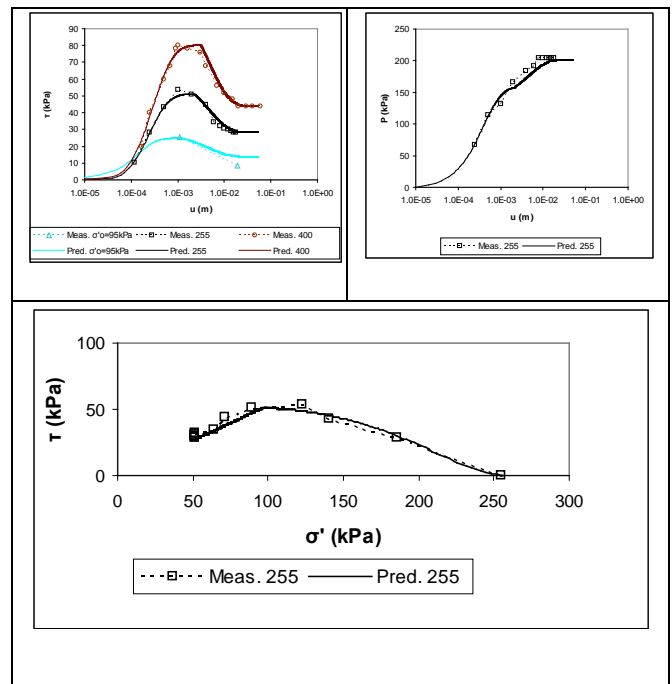 90
80
70
60
50
40
30
20
10
0
τ (kPa)
1.0E-05 1.0E-04 1.0E-03 1.0E-02 1.0E-01 1.0E+00
u (m)
Meas. σ'o=95kPa Meas. 255 Meas. 400
Pred. σ'o=95kPa Pred. 255 Pred. 400
250
200
150
100
50
0
P (kPa)
1.0E-05 1.0E-04 1.0E-03 1.0E-02 1.0E-01 1.0E+00
u (m)
Meas. 255 Pred. 255
100
50
0
τ (kPa)
0 50 100 150 200 250 300
σ' (kPa)
Meas. 255 Pred. 255